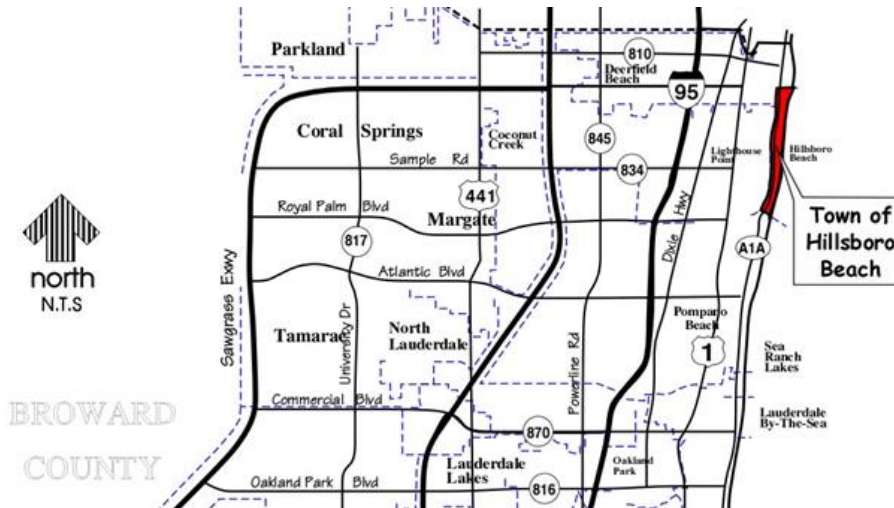 Parkland
810
Deerfield
Beach
95
Coral Springs
Coconut
Creek
845
Lighthouse
Point
Hillsboro
Beach
Sample Rd
834
441
Royal Palm Blvd
Margate
Dixie Hwy
Town of
Hillsboro
Beach
817
A1A
north
N.T.S
Sawgrass Exwy
Atlantic Blvd
Pompano
Beach
Tamarac
University Dr
North
Lauderdale
Powerline Rd
1
Sea
Ranch
Lakes
BROWARD
COUNTY
Commercial Blvd
Lauderdale
By-The-Sea
870
Lauderdale
Lakes
Oakland
Park
Oakland Park Blvd
816